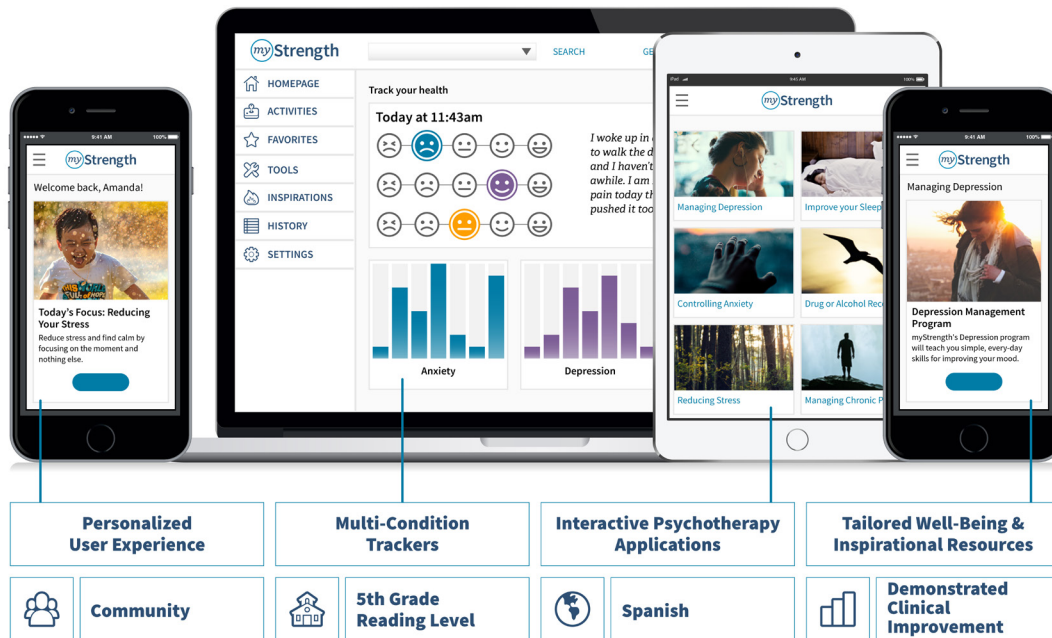 myStrength
SEARCH
HOMEPAGE
ACTIVITIES
FAVORITES
TOOLS
INSPIRATIONS
HISTORY
SETTINGS
Track your health
Today at 11:43am
I woke up in
to walk the
and I haven't
awhile. I am
pain today
pushed it too
Anxiety
Depression
9:41 AM
100%
myStrength
Welcome back, Amanda!
Today's Focus: Reducing
Your Stress
Reduce stress and find calm by
focusing on the moment and
nothing else.
iPad
9:45 AM
100%
myStrength
Managing Depression
Improve your Sleep
Controlling Anxiety
Drug or Alcohol
Reducing Stress
Managing Chronic
9:41 AM
100%
myStrength
Managing Depression
Depression Management
Program
myStrength's Depression program
will teach you simple, every-day
skills for improving your mood.
Personalized
User Experience
Multi-Condition
Trackers
Interactive Psychotherapy
Applications
Tailored Well-Being &
Inspirational Resources
Community
5th Grade
Reading Level
Spanish
Demonstrated
Clinical
Improvement